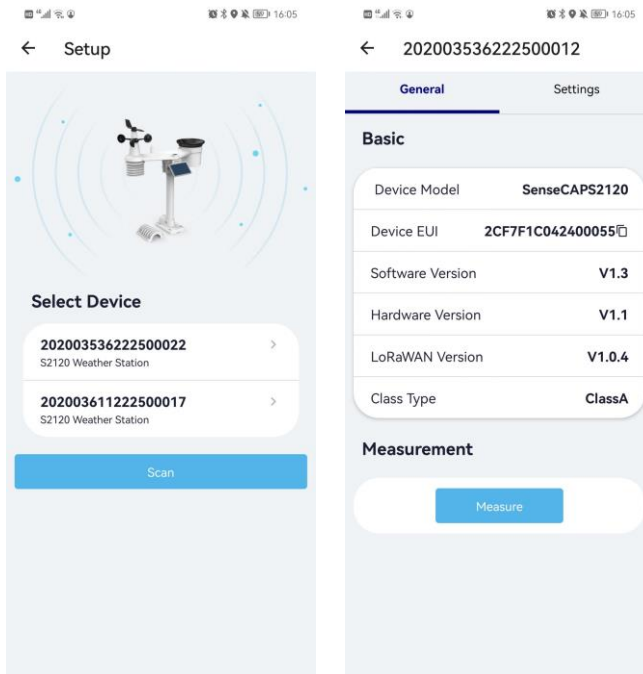 16:05
Setup
Select Device
202003536222500022
S2120 Weather Station
202003611222500017
S2120 Weather Station
Scan
16:05
202003536222500012
General Settings
Basic
Device Model SenseCAPS2120
Device EUI 2CF7F1C042400055
Software Version V1.3
Hardware Version V1.1
LoRaWAN Version V1.0.4
Class Type ClassA
Measurement
Measure